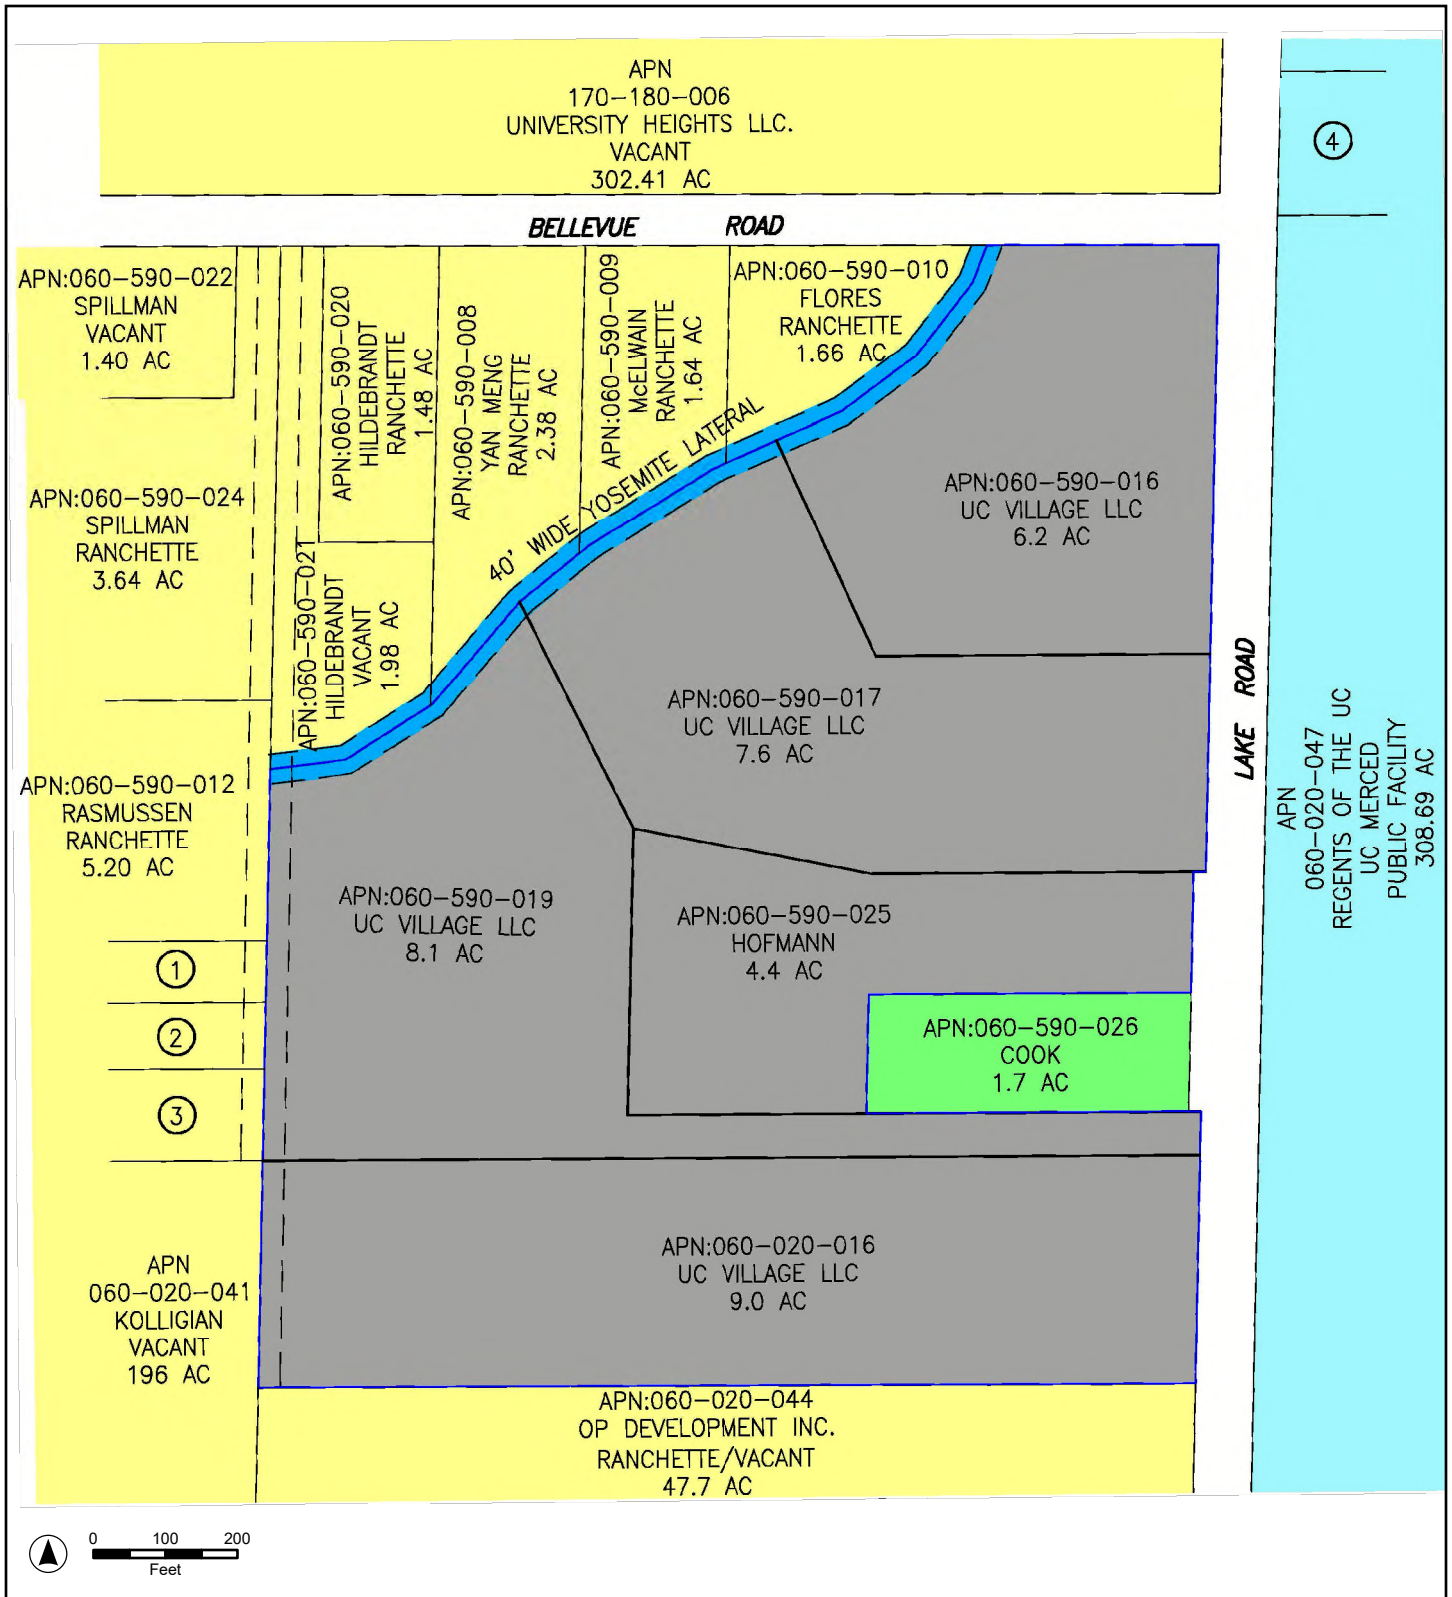 APN
170-180-006
UNIVERSITY HEIGHTS LLC.
VACANT
302.41 AC
4
BELLEVUE ROAD
APN:060-590-022
SPILLMAN
VACANT
1.40 AC
APN:060-590-020
HILDEBRANDT
RANCHETTE
1.48 AC
APN:060-590-008
YAN MENG
RANCHETTE
2.38 AC
APN:060-590-009
McELWAIN
RANCHETTE
1.64 AC
APN:060-590-010
FLORES
RANCHETTE
1.66 AC
40' WIDE YOSEMITE LATERAL
APN:060-590-024
SPILLMAN
RANCHETTE
3.64 AC
APN:060-590-021
HILDEBRANDT
VACANT
1.98 AC
APN:060-590-016
UC VILLAGE LLC
6.2 AC
APN:060-590-017
UC VILLAGE LLC
7.6 AC
LAKE ROAD
APN
060-020-047
REGENTS OF THE UC
UC MERCED
PUBLIC FACILITY
308.69 AC
APN:060-590-012
RASMUSSEN
RANCHETTE
5.20 AC
APN:060-590-019
UC VILLAGE LLC
8.1 AC
APN:060-590-025
HOFMANN
4.4 AC
1
2
3
APN:060-590-026
COOK
1.7 AC
APN
060-020-041
KOLLIGIAN
VACANT
196 AC
APN:060-020-016
UC VILLAGE LLC
9.0 AC
APN:060-020-044
OP DEVELOPMENT INC.
RANCHETTE/VACANT
47.7 AC
0 100 200
Feet